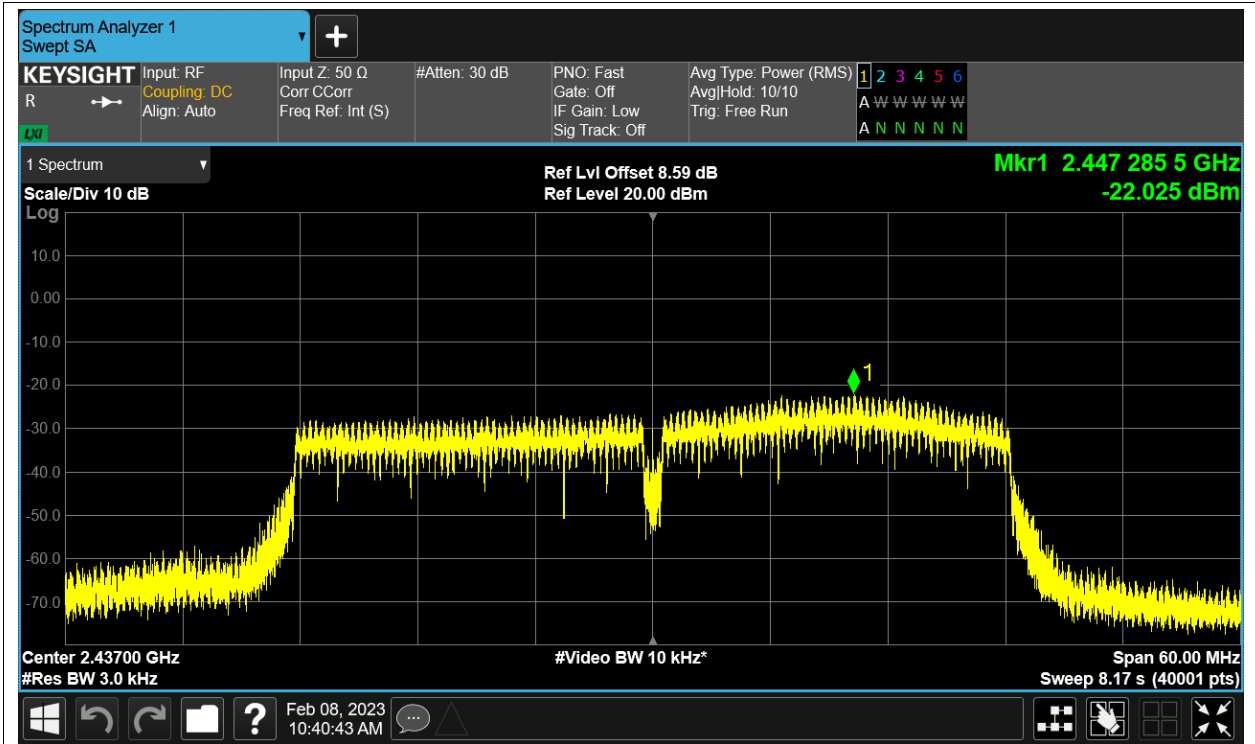 Spectrum Analyzer 1
Swept SA
+
KEYSIGHT
R
LXI
Input: RF
Coupling: DC
Align: Auto
Input Z: 50 Ω
Corr CCorr
Freq Ref: Int (S)
#Atten: 30 dB
PNO: Fast
Gate: Off
IF Gain: Low
Sig Track: Off
Avg Type: Power (RMS)
Avg|Hold: 10/10
Trig: Free Run
1 2 3 4 5 6
A W W W W W
A N N N N N
1 Spectrum
Scale/Div 10 dB
Log
Ref Lvl Offset 8.59 dB
Ref Level 20.00 dBm
Mkr1 2.447 285 5 GHz
-22.025 dBm
10.0
0.00
-10.0
-20.0
-30.0
-40.0
-50.0
-60.0
-70.0
1
Center 2.43700 GHz
#Res BW 3.0 kHz
#Video BW 10 kHz*
Span 60.00 MHz
Sweep 8.17 s (40001 pts)
?
Feb 08, 2023
10:40:43 AM